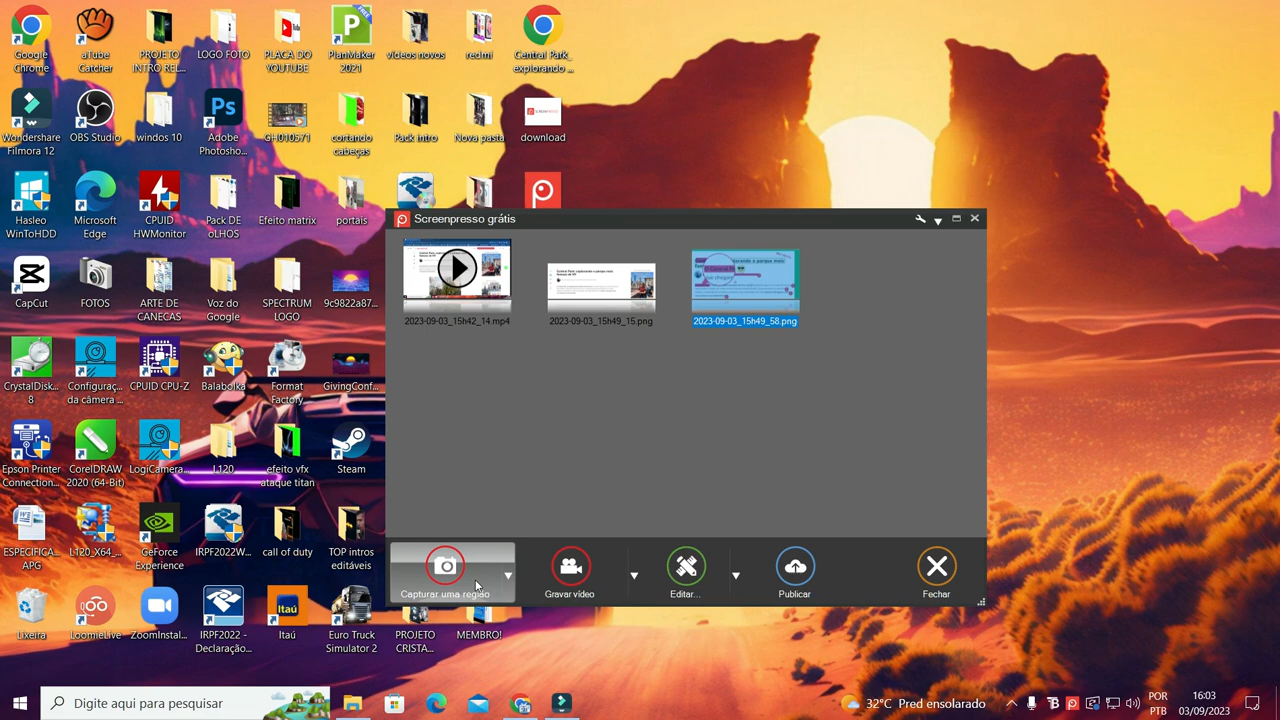 Google
Chrome
aTube
Catcher
PROJETO
INTRO REL...
LOGO FOTO
PLACA DO
YOUTUBE
PlanMaker
2021
videos novos
redmi
Central Park_
explorando ...
Wondershare
Filmora 12
OBS Studio
windos 10
Adobe
Photosho...
GH010571
cortando
cabeças
Pack intro
Nova pasta
download
Hasleo
WinToHDD
Microsoft
Edge
CPUID
HWMonitor
Pack DE
oLHOS
Efeito matrix
portais
Screenpresso grátis
2023-09-03_15h42_14.mp4
2023-09-03_15h49_15.png
2023-09-03_15h49_58.png
CapCut
FOTOS
ARTE DE
CANECAS
Voz do
Google
SPECTRUM
LOGO
9c9822a87...
CrystalDisk...
8
Configuraç...
da câmera ...
CPUID CPU-Z
Balabolka
Format
Factory
GivingConf...
Epson Printer
Connection...
CorelDRAW
2020 (64-Bit)
LogiCamera...
L120
efeito vfx
ataque titan
Steam
ESPECIFICA...
APG
L120_X64_...
GeForce
Experience
IRPF2022W...
call of duty
TOP intros
editáveis
Capturar uma região
Gravar vídeo
Editar...
Publicar
Fechar
Lixeira
LoomieLive
ZoomInstal...
IRPF2022 -
Declaração...
Itaú
Euro Truck
Simulator 2
PROJETO
CRISTA...
MEMBRO!
Digite aqui para pesquisar
32°C Pred ensolarado
POR
PTB
16:03
03/09/2023